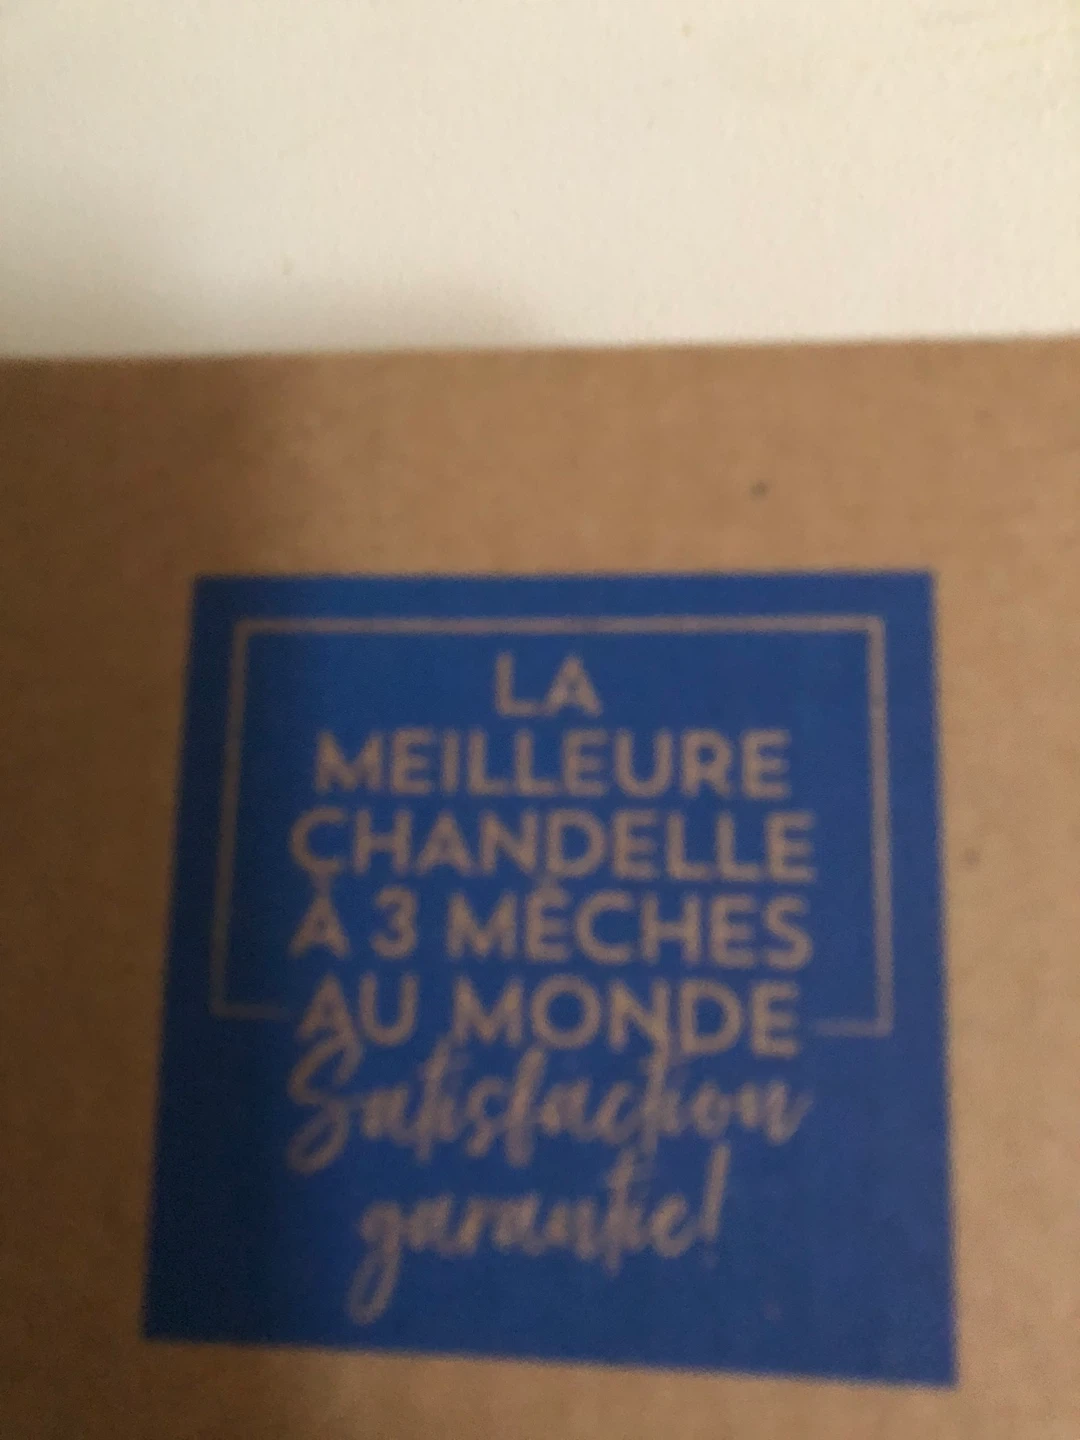 LA
MEILLEURE
CHANDELLE
À 3 MÈCHES
AU MONDE
Satisfaction
garantie!